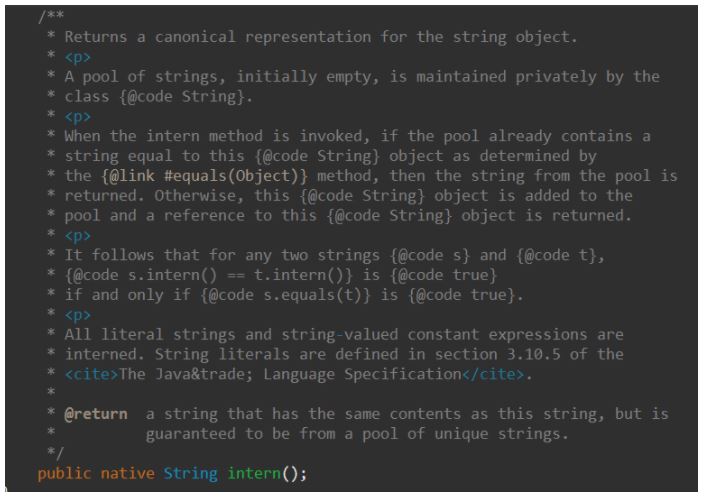 /**
* Returns a canonical representation for the string object.
* <p>
* A pool of strings, initially empty, is maintained privately by the
* class {@code String}.
* <p>
* When the intern method is invoked, if the pool already contains a
* string equal to this {@code String} object as determined by
* the {@link #equals(Object)} method, then the string from the pool is
* returned. Otherwise, this {@code String} object is added to the
* pool and a reference to this {@code String} object is returned.
* <p>
* It follows that for any two strings {@code s} and {@code t},
* {@code s.intern() == t.intern()} is {@code true}
* if and only if {@code s.equals(t)} is {@code true}.
* <p>
* All literal strings and string-valued constant expressions are
* interned. String literals are defined in section 3.10.5 of the
* <cite>The Java&trade; Language Specification</cite>.
*
* @return  a string that has the same contents as this string, but is
*          guaranteed to be from a pool of unique strings.
*/
public native String intern();